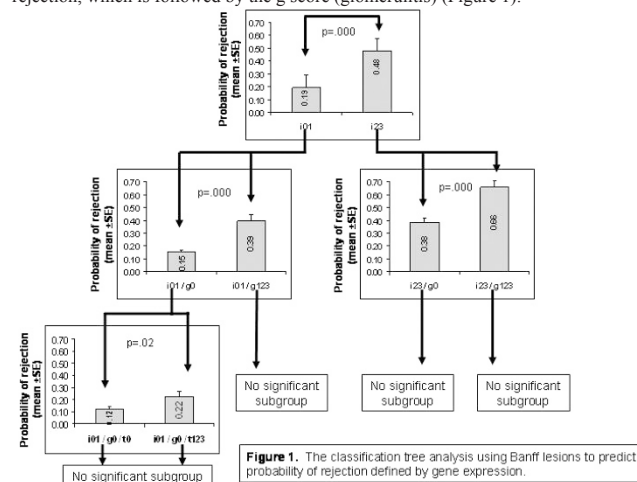 rejection, which is followed by the g score (glomerulitis) (Figure 1).
Probability of rejection
(mean ±SE)
0.70
0.60
0.50
0.40
0.30
0.20
0.10
0.00
p=.000
0.19
0.48
i01
i23
Probability of rejection
(mean ±SE)
0.70
0.60
0.50
0.40
0.30
0.20
0.10
0.00
p=.000
0.15
0.39
i01/g0
i01/g123
Probability of rejection
(mean ±SE)
0.70
0.60
0.50
0.40
0.30
0.20
0.10
0.00
p=.000
0.38
0.66
i23/g0
i23/g123
Probability of rejection
(mean ±SE)
0.70
0.60
0.50
0.40
0.30
0.20
0.10
0.00
p=.02
0.12
0.22
i01/g0/t0
i01/g0/t123
No significant
subgroup
No significant
subgroup
No significant
subgroup
No significant subgroup
Figure 1. The classification tree analysis using Banff lesions to predict
probability of rejection defined by gene expression.